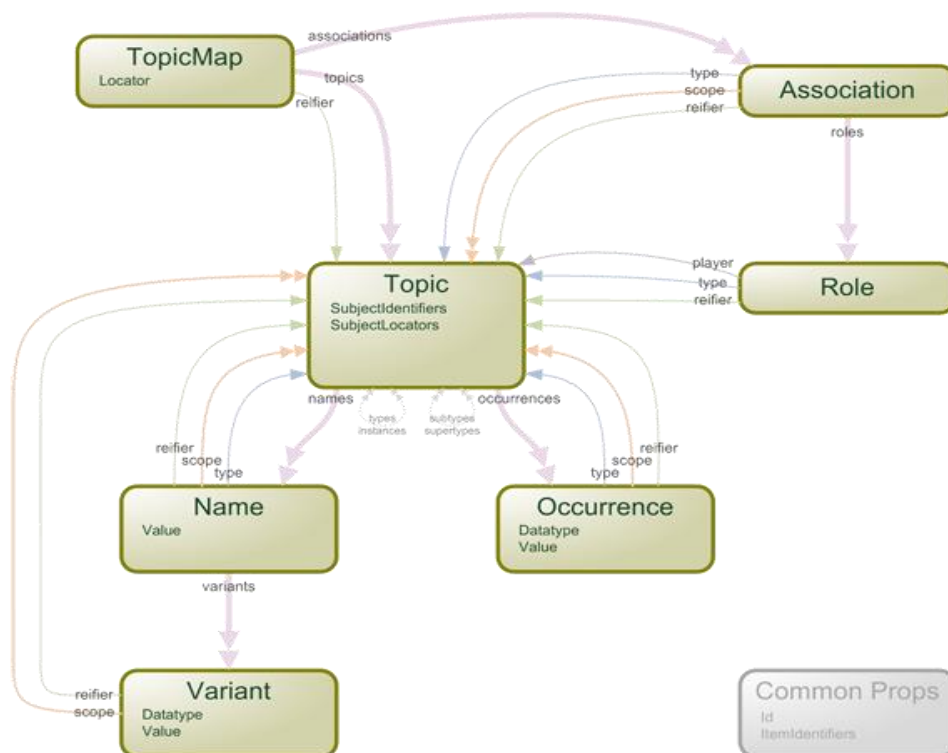 associations
TopicMap
Locator
topics
reifier
type
scope
reifier
Association
roles
player
type
reifier
Role
Topic
SubjectIdentifiers
SubjectLocators
names
types
instances
subtypes
supertypes
occurrences
reifier
scope
type
reifier
scope
type
Name
Value
Occurrence
Datatype
Value
variants
reifier
scope
Variant
Datatype
Value
Common Props
Id
ItemIdentifiers